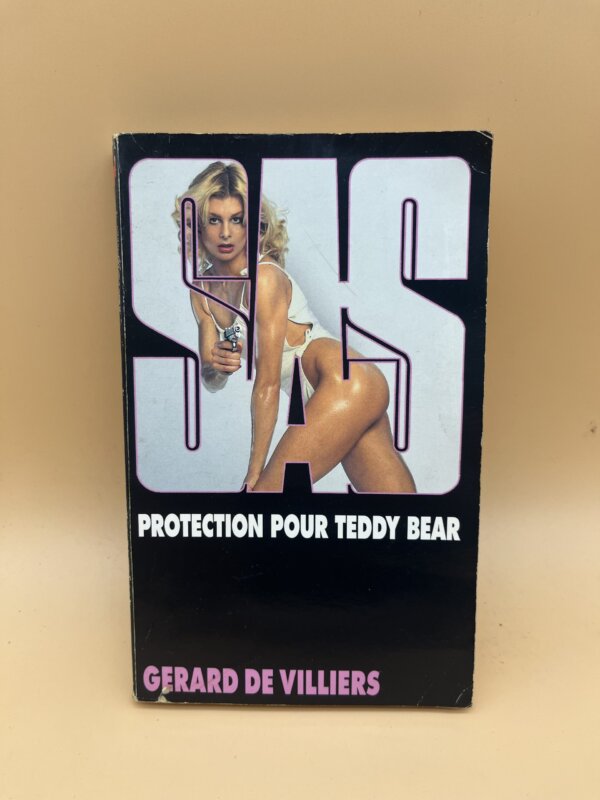 SAS
PROTECTION POUR TEDDY BEAR
GERARD DE VILLIERS